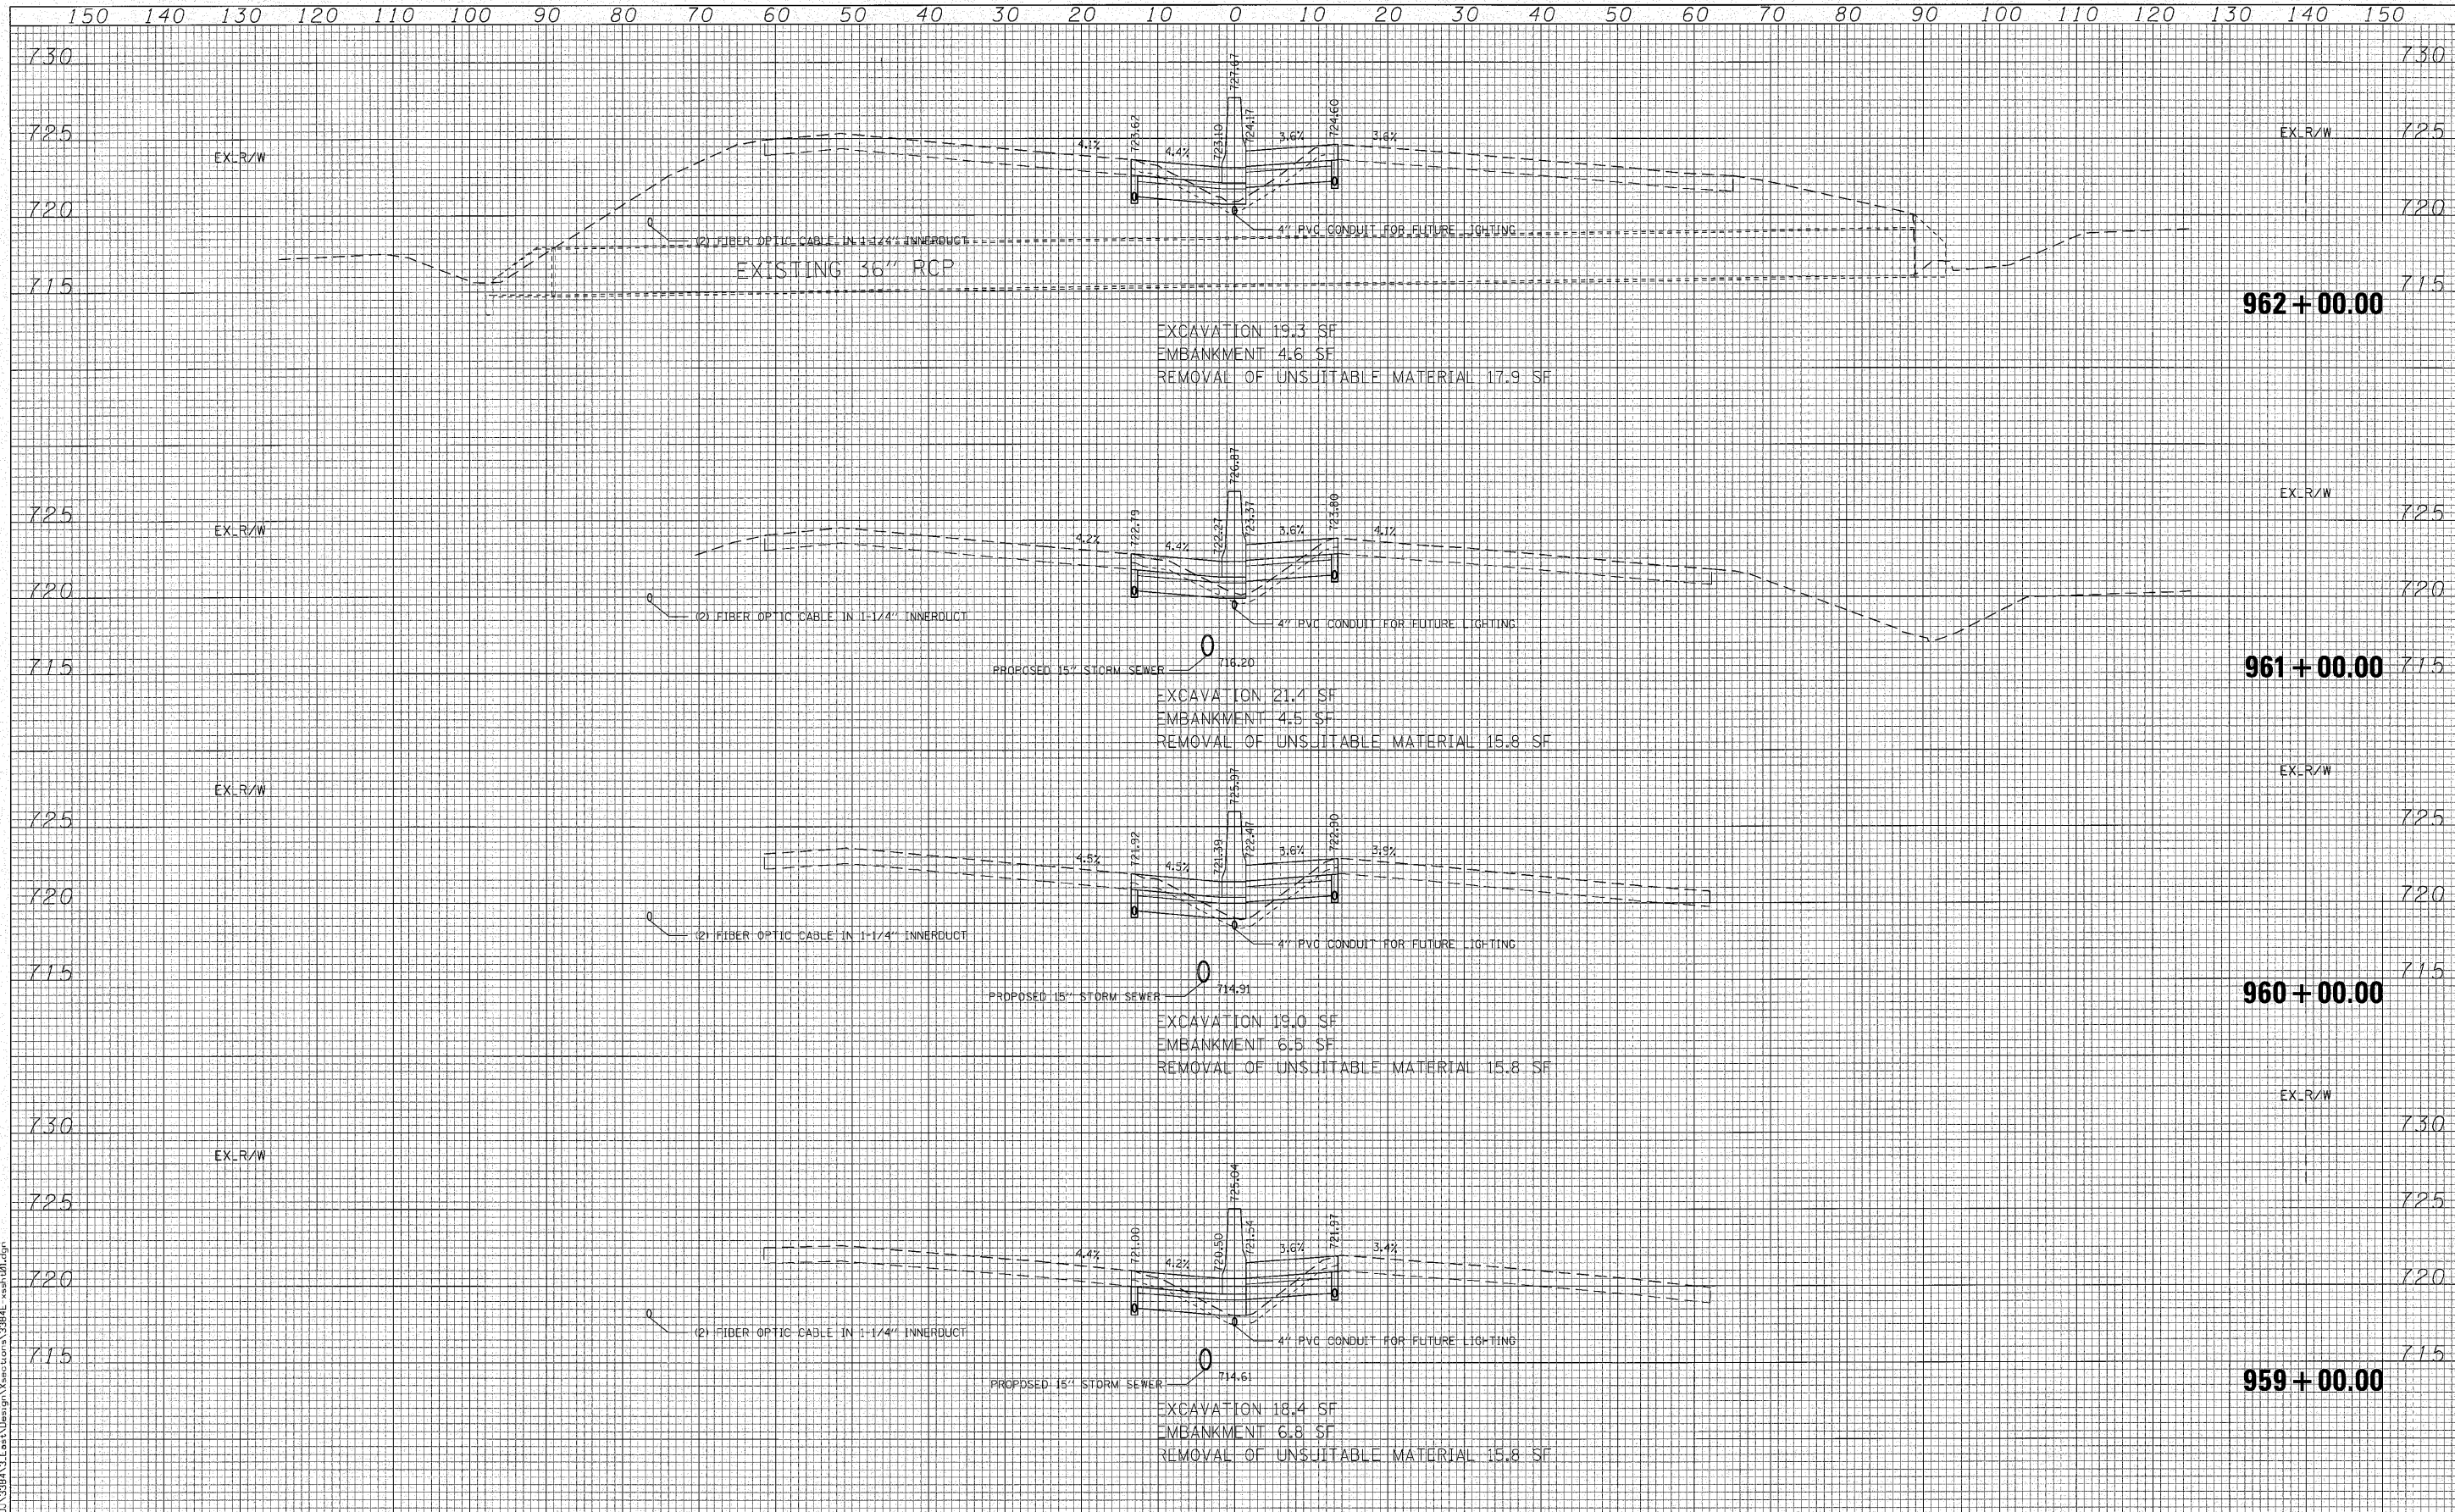 150 140 130 120 110 100 90 80 70 60 50 40 30 20 10 0 10 20 30 40 50 60 70 80 90 100 110 120 130 140 150
730 730
727.67
725 725
723.62 723.10 724.17 724.60
EX_R/W 4.1% 4.4% 3.6% 3.6% EX_R/W
720 720
(2) FIBER OPTIC CABLE IN 1-1/4" INNERDUCT
4" PVC CONDUIT FOR FUTURE LIGHTING
EXISTING 36" RCP
715 715
962+00.00
EXCAVATION 19.3 SF
EMBANKMENT 4.6 SF
REMOVAL OF UNSUITABLE MATERIAL 17.9 SF
726.87
EX_R/W
725 725
722.79 722.27 723.37 723.80
EX_R/W 4.2% 4.4% 3.6% 4.1%
720 720
(2) FIBER OPTIC CABLE IN 1-1/4" INNERDUCT
4" PVC CONDUIT FOR FUTURE LIGHTING
PROPOSED 15" STORM SEWER 716.20
715 715
961+00.00
EXCAVATION 21.4 SF
EMBANKMENT 4.5 SF
REMOVAL OF UNSUITABLE MATERIAL 15.8 SF
725.97
EX_R/W EX_R/W
725 725
721.92 721.39 722.47 722.90
4.5% 4.5% 3.6% 3.9%
720 720
(2) FIBER OPTIC CABLE IN 1-1/4" INNERDUCT
4" PVC CONDUIT FOR FUTURE LIGHTING
715 715
PROPOSED 15" STORM SEWER 714.91
960+00.00
EXCAVATION 19.0 SF
EMBANKMENT 6.5 SF
REMOVAL OF UNSUITABLE MATERIAL 15.8 SF
EX_R/W
730 730
EX_R/W
725.04
725 725
721.00 720.50 721.54 721.97
4.4% 4.2% 3.6% 3.4%
720 720
(2) FIBER OPTIC CABLE IN 1-1/4" INNERDUCT
4" PVC CONDUIT FOR FUTURE LIGHTING
715 715
PROPOSED 15" STORM SEWER 714.61
959+00.00
EXCAVATION 18.4 SF
EMBANKMENT 6.8 SF
REMOVAL OF UNSUITABLE MATERIAL 15.8 SF